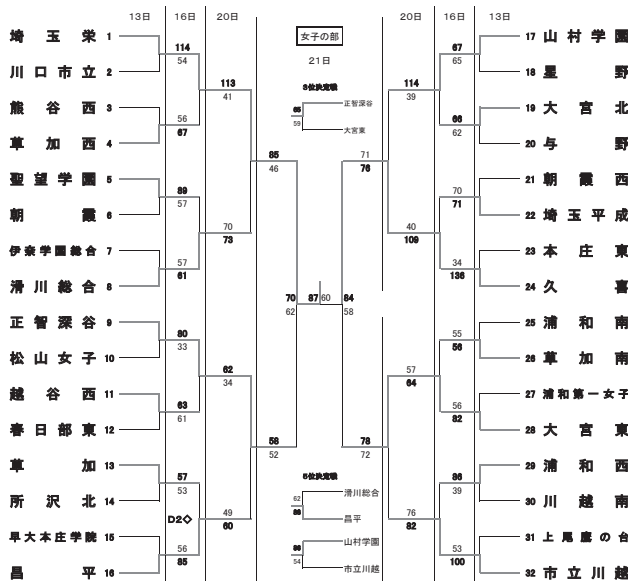 13日 16日 20日 女子の部 20日 16日 13日
21日
埼玉栄 1
川口市立 2
熊谷西 3
草加西 4
聖望学園 5
朝霞 6
伊奈学園総合 7
滑川総合 8
正智深谷 9
松山女子 10
越谷西 11
春日部東 12
草加 13
所沢北 14
早大本庄学院 15
昌平 16
114
54
56
67
89
57
57
61
80
33
63
61
57
53
D2◇
56
85
113
41
70
73
62
34
49
60
85
46
58
52
3位決定戦
65 正智深谷
59 大宮東
70 87 60 84
62 58
5位決定戦
62 滑川総合
86 昌平
86 山村学園
54 市立川越
71
76
78
72
114
39
40
109
57
64
76
82
67
65
66
62
70
71
34
136
55
56
56
82
86
39
53
100
17 山村学園
18 星野
19 大宮北
20 与野
21 朝霞西
22 埼玉平成
23 本庄東
24 久喜
25 浦和南
26 草加南
27 浦和第一女子
28 大宮東
29 浦和西
30 川越南
31 上尾鷹の台
32 市立川越